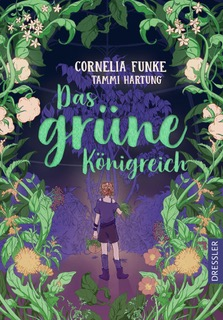 CORNELIA FUNKE
TAMMI HARTUNG
Das
grüne
Königreich
DRESSLER